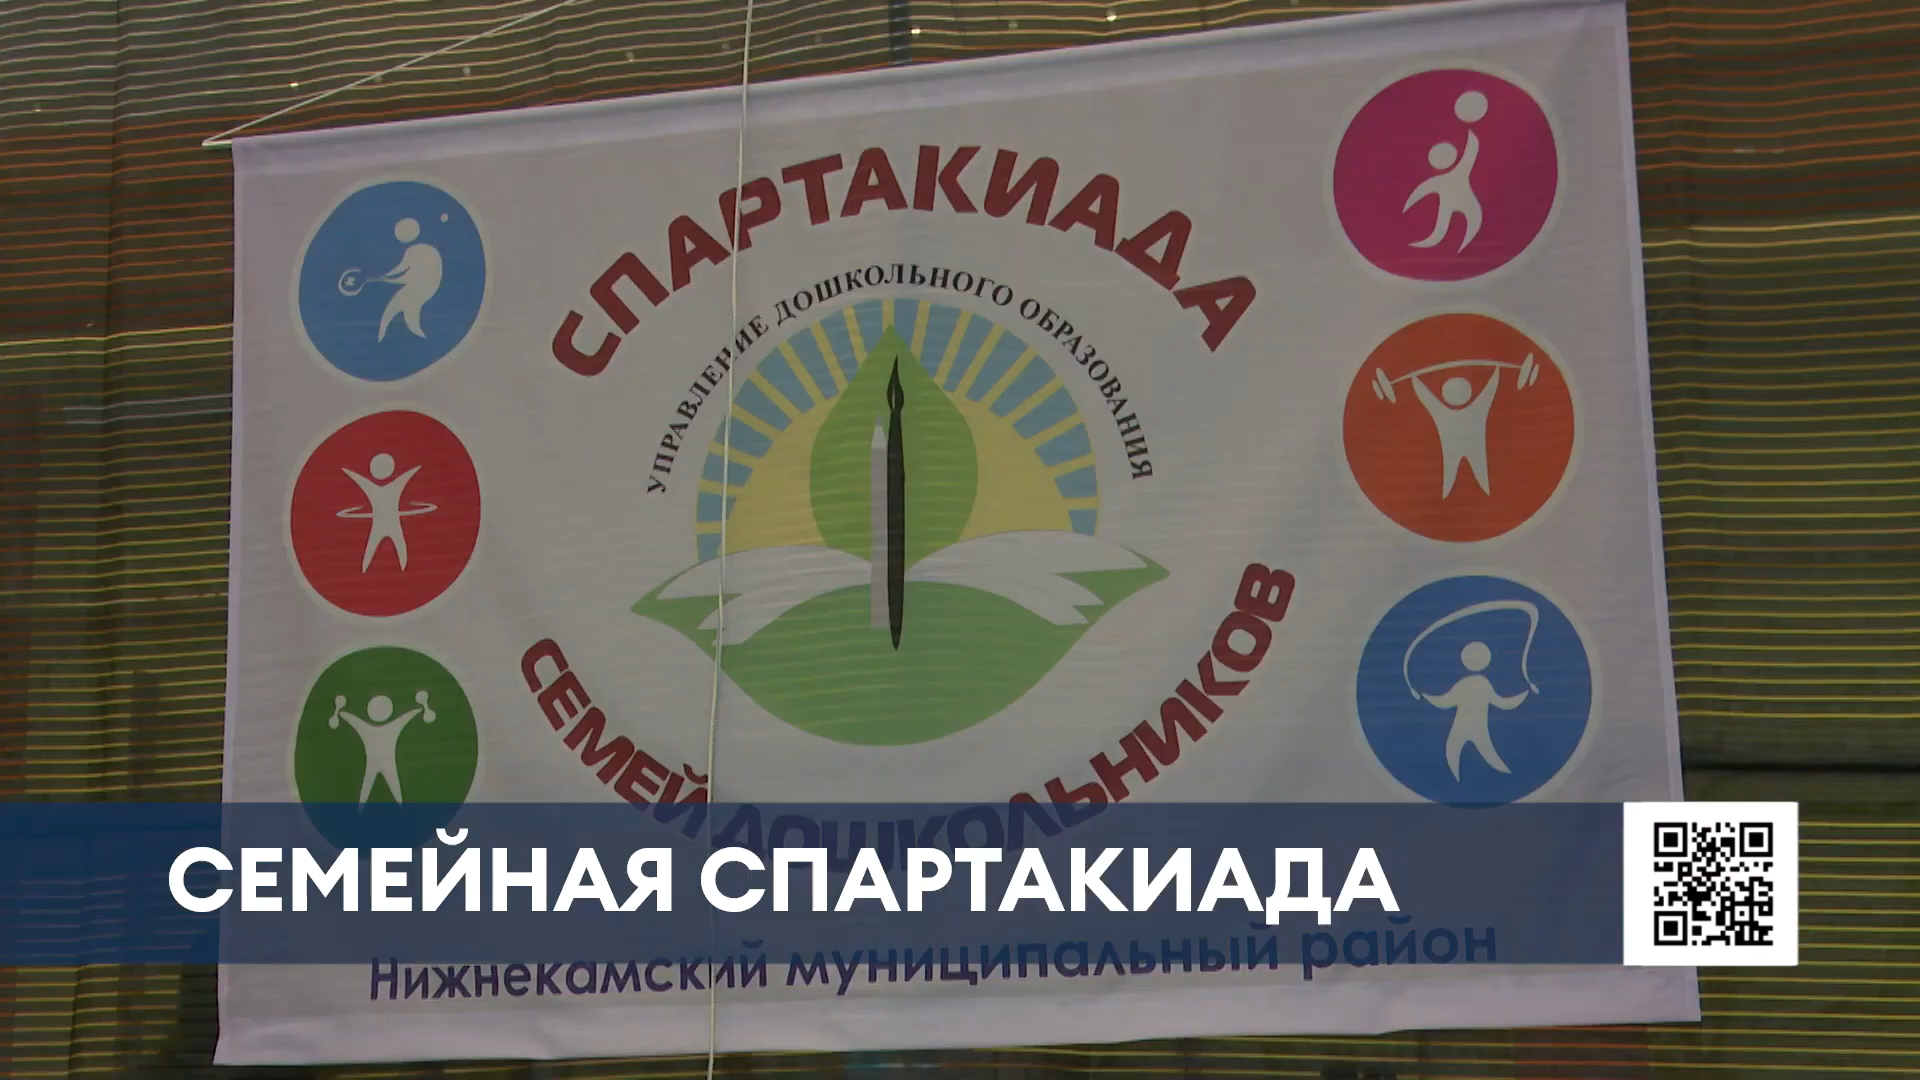 СПАРТАКИАДА
УПРАВЛЕНИЕ ДОШКОЛЬНОГО ОБРАЗОВАНИЯ
СЕМЕЙ ДОШКОЛЬНИКОВ
СЕМЕЙНАЯ СПАРТАКИАДА
Нижнекамский муниципальный район